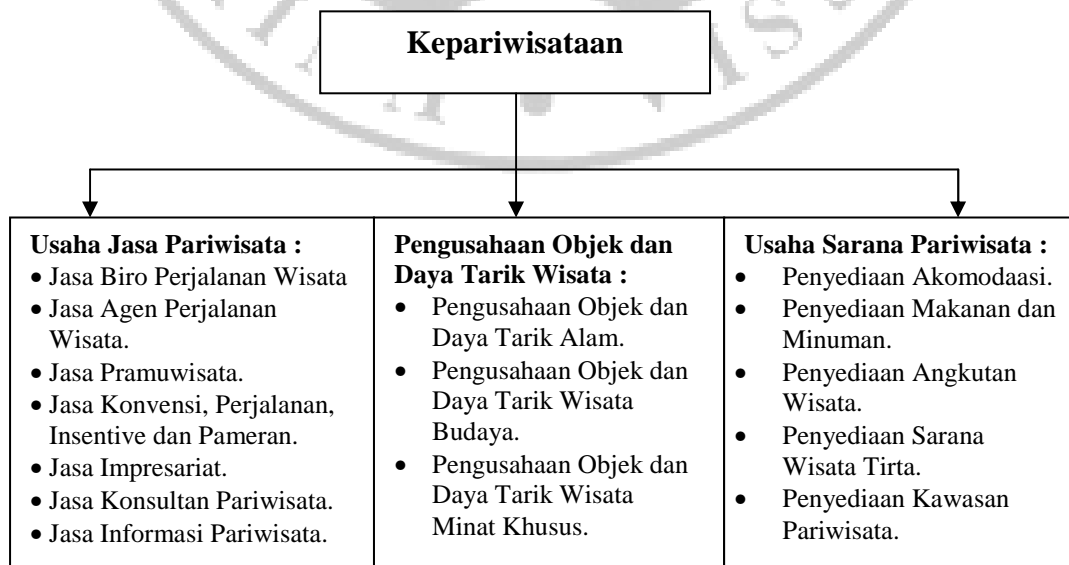 Kepariwisataan
Usaha Jasa Pariwisata :
• Jasa Biro Perjalanan Wisata
• Jasa Agen Perjalanan
Wisata.
• Jasa Pramuwisata.
• Jasa Konvensi, Perjalanan,
Insentive dan Pameran.
• Jasa Impresariat.
• Jasa Konsultan Pariwisata.
• Jasa Informasi Pariwisata.
Pengusahaan Objek dan
Daya Tarik Wisata :
• Pengusahaan Objek dan
Daya Tarik Alam.
• Pengusahaan Objek dan
Daya Tarik Wisata
Budaya.
• Pengusahaan Objek dan
Daya Tarik Wisata
Minat Khusus.
Usaha Sarana Pariwisata :
• Penyediaan Akomodaasi.
• Penyediaan Makanan dan
Minuman.
• Penyediaan Angkutan
Wisata.
• Penyediaan Sarana
Wisata Tirta.
• Penyediaan Kawasan
Pariwisata.